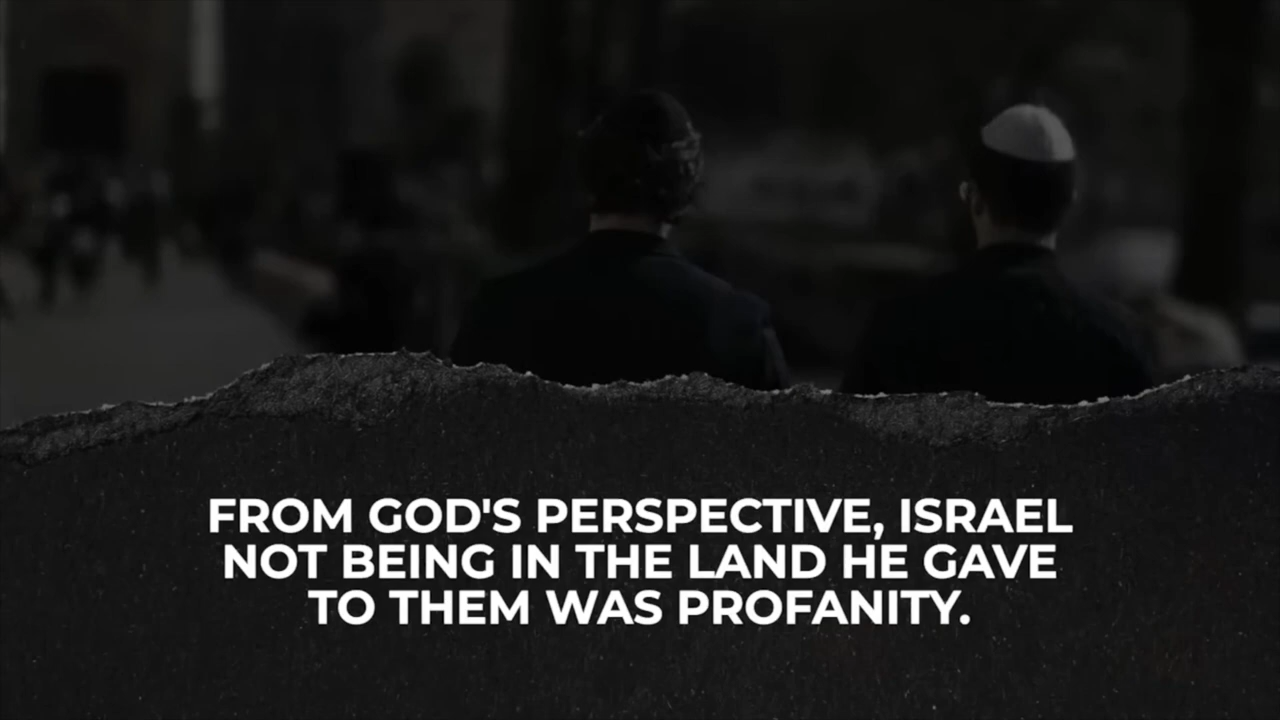 FROM GOD'S PERSPECTIVE, ISRAEL
NOT BEING IN THE LAND HE GAVE
TO THEM WAS PROFANITY.